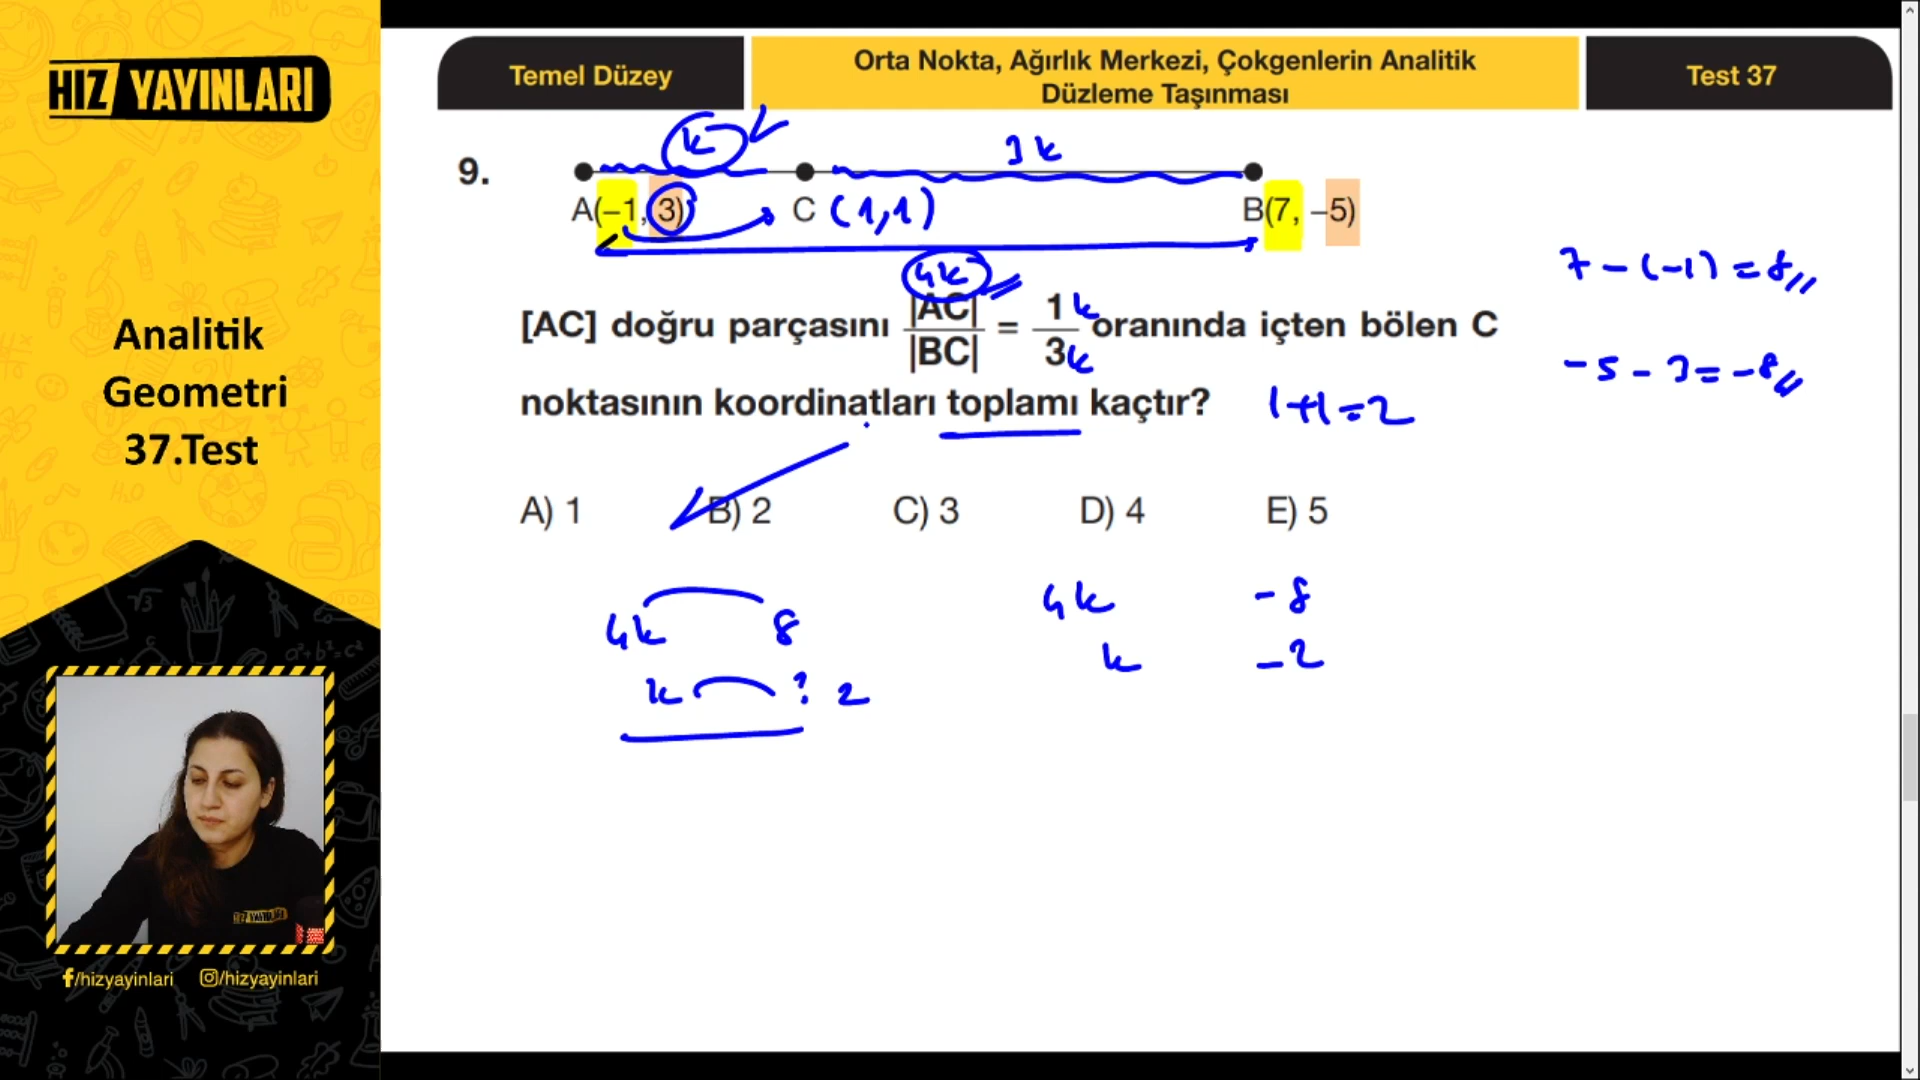 HIZ YAYINLARI
Analitik
Geometri
37.Test
HIZ YAYINLARI
/hizyayinlari /hizyayinlari
Temel Düzey
Orta Nokta, Ağırlık Merkezi, Çokgenlerin Analitik
Düzleme Taşınması
Test 37
k 3k
9.
A(−1, 3) C (1,1) B(7, −5)
4k
7 - (-1) = 8
[AC] doğru parçasını |AC| / |BC| = 1k / 3k oranında içten bölen C
-5 - 3 = -8
noktasının koordinatları toplamı kaçtır? 1+1=2
A) 1 B) 2 C) 3 D) 4 E) 5
4k 8 4k -8
k ? 2 k -2